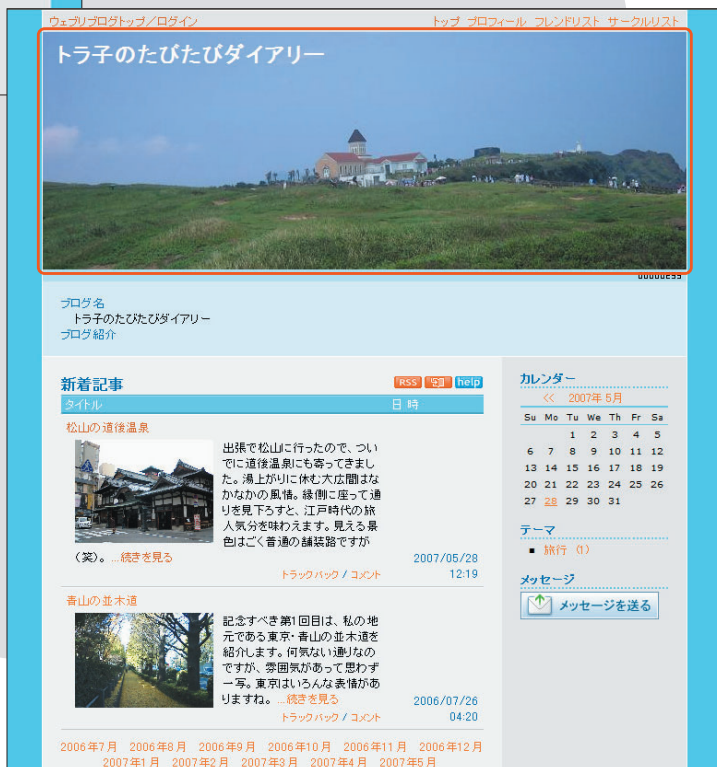 ウェブリブログトップ／ログイン
トップ プロフィール フレンドリスト サークルリスト
トラ子のたびたびダイアリー
ブログ名
トラ子のたびたびダイアリー
ブログ紹介
新着記事
RSS
help
タイトル 日 時
松山の道後温泉
出張で松山に行ったので、つい
でに道後温泉にも寄ってきまし
た。湯上がりに休む大広間はな
かなかの風情。縁側に座って通
りを見下ろすと、江戸時代の旅
人気分を味わえます。見える景
色はごく普通の舗装路ですが
（笑）。...続きを見る
2007/05/28
トラックバック / コメント 12:19
青山の並木道
記念すべき第1回目は、私の地
元である東京・青山の並木道を
紹介します。何気ない通りなの
ですが、雰囲気があって思わず
一写。東京はいろんな表情があ
りますね。...続きを見る
2006/07/26
トラックバック / コメント 04:20
2006年7月 2006年8月 2006年9月 2006年10月 2006年11月 2006年12月
2007年1月 2007年2月 2007年3月 2007年4月 2007年5月
カレンダー
<< 2007年 5月
Su Mo Tu We Th Fr Sa
1 2 3 4 5
6 7 8 9 10 11 12
13 14 15 16 17 18 19
20 21 22 23 24 25 26
27 28 29 30 31
テーマ
旅行 (1)
メッセージ
メッセージを送る